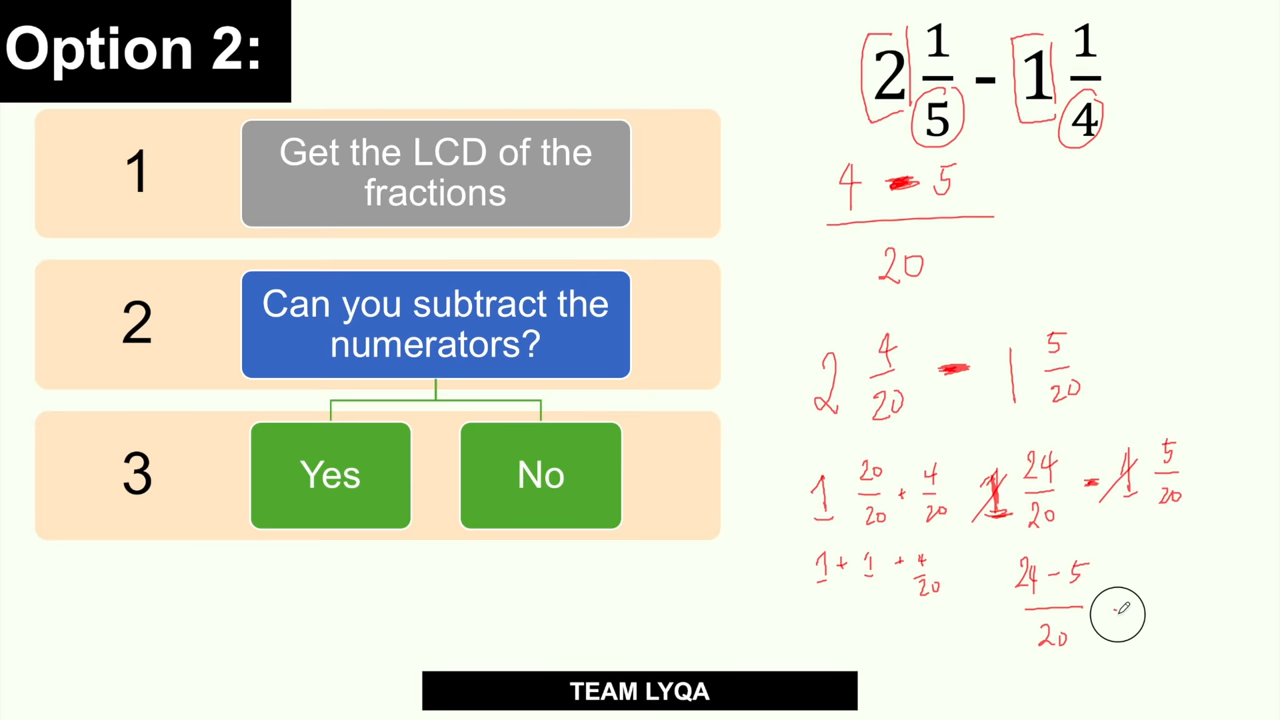 Option 2:
1
Get the LCD of the
fractions
2
Can you subtract the
numerators?
3
Yes
No
2 1/5 - 1 1/4
4 - 5
20
2 4/20 - 1 5/20
1 20/20 + 4/20 1 24/20 - 1 5/20
1 + 1 + 4/20
24 - 5
20
TEAM LYQA